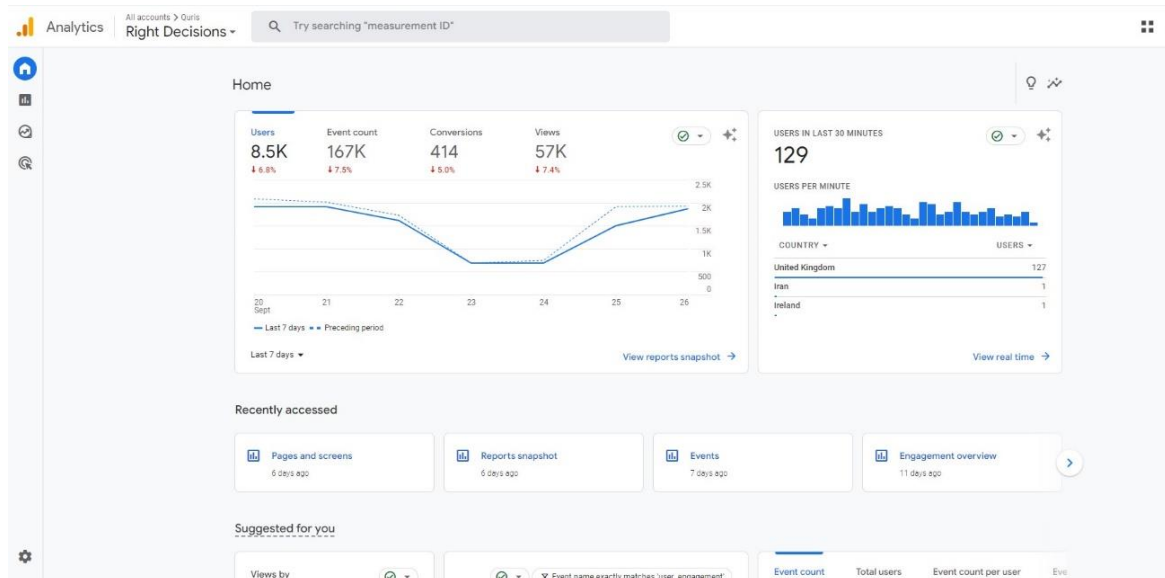 Analytics
All accounts > Quris
Right Decisions
Try searching "measurement ID"
Home
Users
Event count
Conversions
Views
8.5K
167K
414
57K
6.8%
7.5%
5.0%
7.4%
2.5K
2K
1.5K
1K
500
0
20
Sept
21
22
23
24
25
26
Last 7 days
Preceding period
Last 7 days
View reports snapshot
USERS IN LAST 30 MINUTES
129
USERS PER MINUTE
COUNTRY
USERS
United Kingdom
127
Iran
1
Ireland
1
View real time
Recently accessed
Pages and screens
6 days ago
Reports snapshot
6 days ago
Events
7 days ago
Engagement overview
11 days ago
Suggested for you
Views by
Event name exactly matches 'user_engagement'
Event count
Total users
Event count per user
Eve